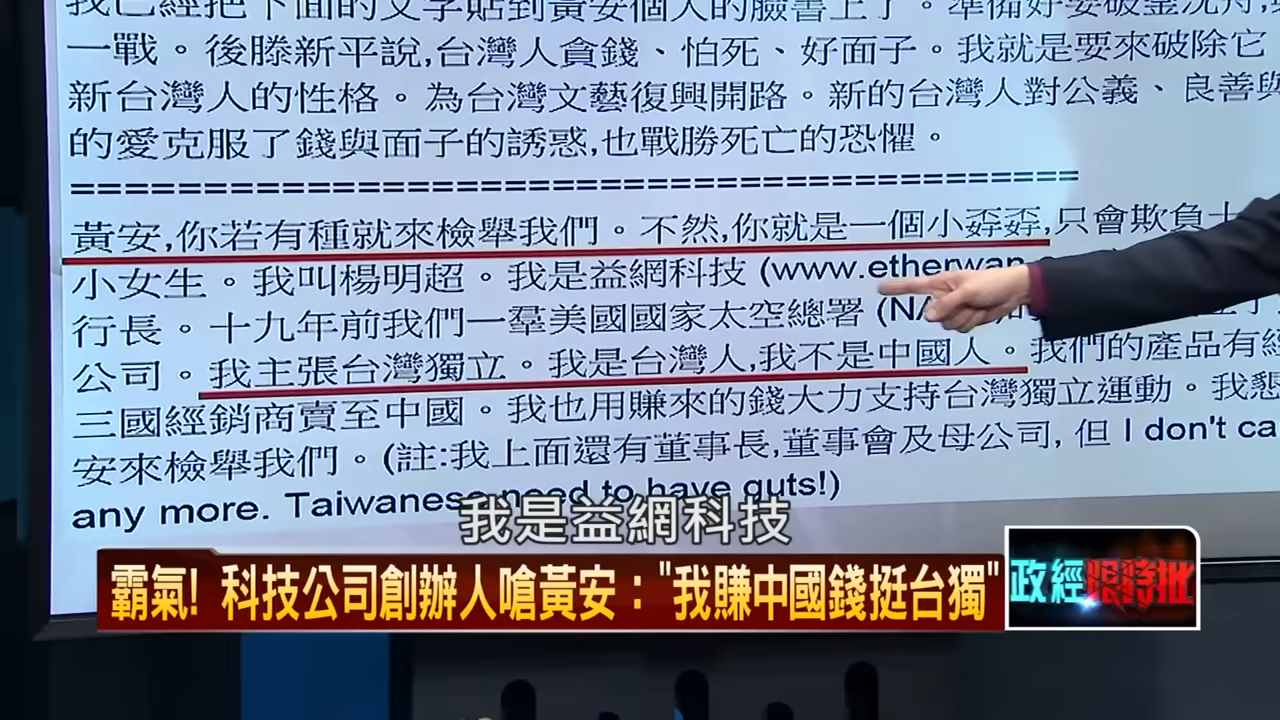 我已經把下面的文字貼到黃安個人的臉書上了。準備好要破釜沈舟,
一戰。後滕新平說,台灣人貪錢、怕死、好面子。我就是要來破除它
新台灣人的性格。為台灣文藝復興開路。新的台灣人對公義、良善與
的愛克服了錢與面子的誘惑,也戰勝死亡的恐懼。
==============================================
黃安,你若有種就來檢舉我們。不然,你就是一個小孬孬,只會欺負十
小女生。我叫楊明超。我是益網科技 (www.etherwan
行長。十九年前我們一羣美國國家太空總署 (NA
公司。我主張台灣獨立。我是台灣人,我不是中國人。我們的產品有經
三國經銷商賣至中國。我也用賺來的錢大力支持台灣獨立運動。我懇
安來檢舉我們。(註:我上面還有董事長,董事會及母公司, 但 I don't ca
any more. Taiwanese need to have guts!)
我是益網科技
霸氣! 科技公司創辦人嗆黃安："我賺中國錢挺台獨"
政經限時批